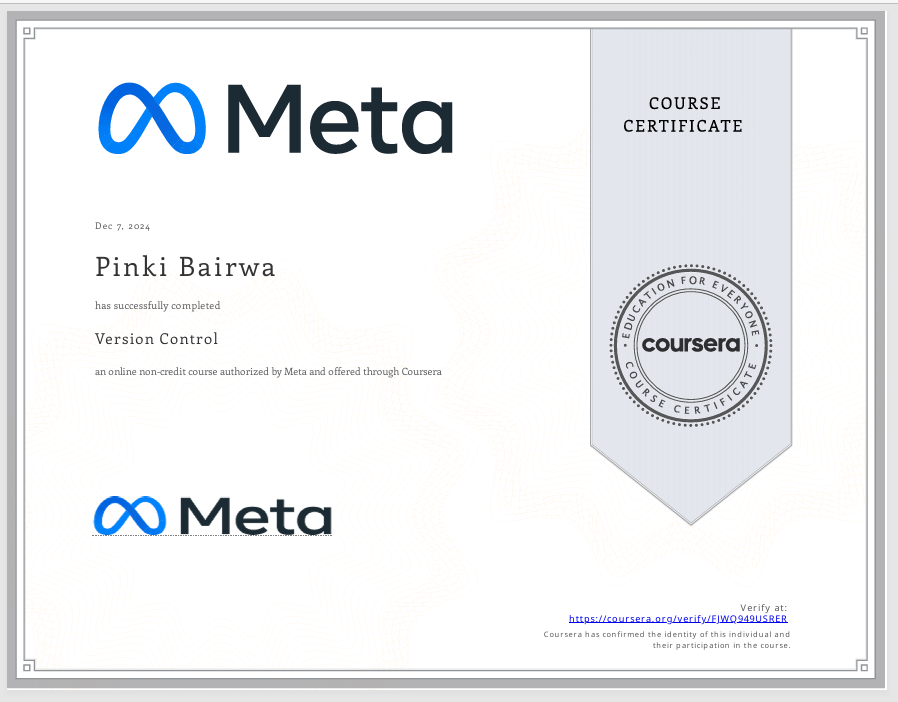 Meta
COURSE
CERTIFICATE
Dec 7, 2024
Pinki Bairwa
has successfully completed
Version Control
an online non-credit course authorized by Meta and offered through Coursera
EDUCATION FOR EVERYONE
coursera
COURSE CERTIFICATE
Meta
Verify at:
https://coursera.org/verify/FJWQ949USRER
Coursera has confirmed the identity of this individual and
their participation in the course.